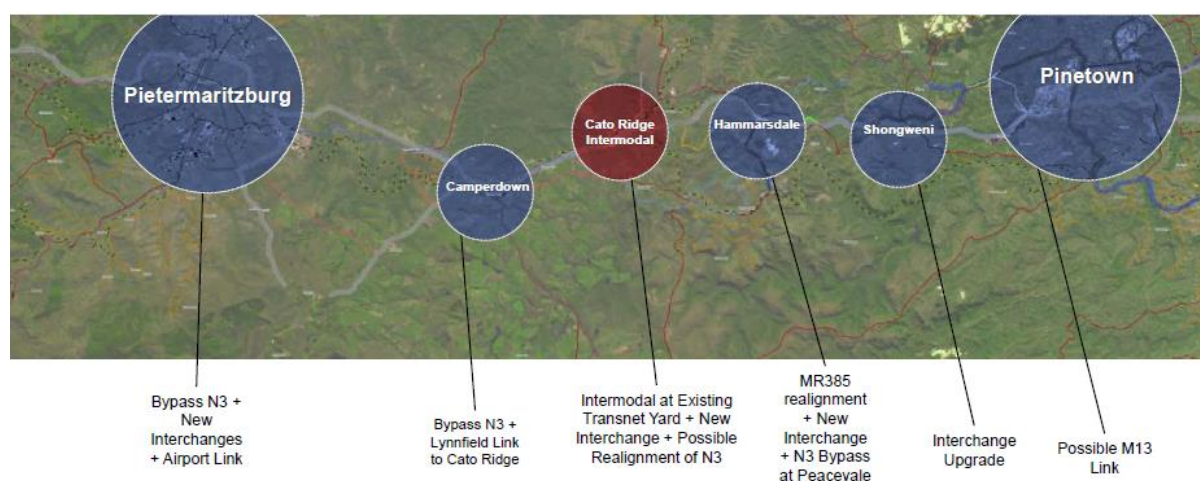 Pietermaritzburg
Camperdown
Cato Ridge
Intermodal
Hammarsdale
Shongweni
Pinetown
Bypass N3 +
New
Interchanges
+ Airport Link
Bypass N3 +
Lynnfield Link
to Cato Ridge
Intermodal at Existing
Transnet Yard + New
Interchange + Possible
Realignment of N3
MR385
realignment
+ New
Interchange
+ N3 Bypass
at Peacevale
Interchange
Upgrade
Possible M13
Link